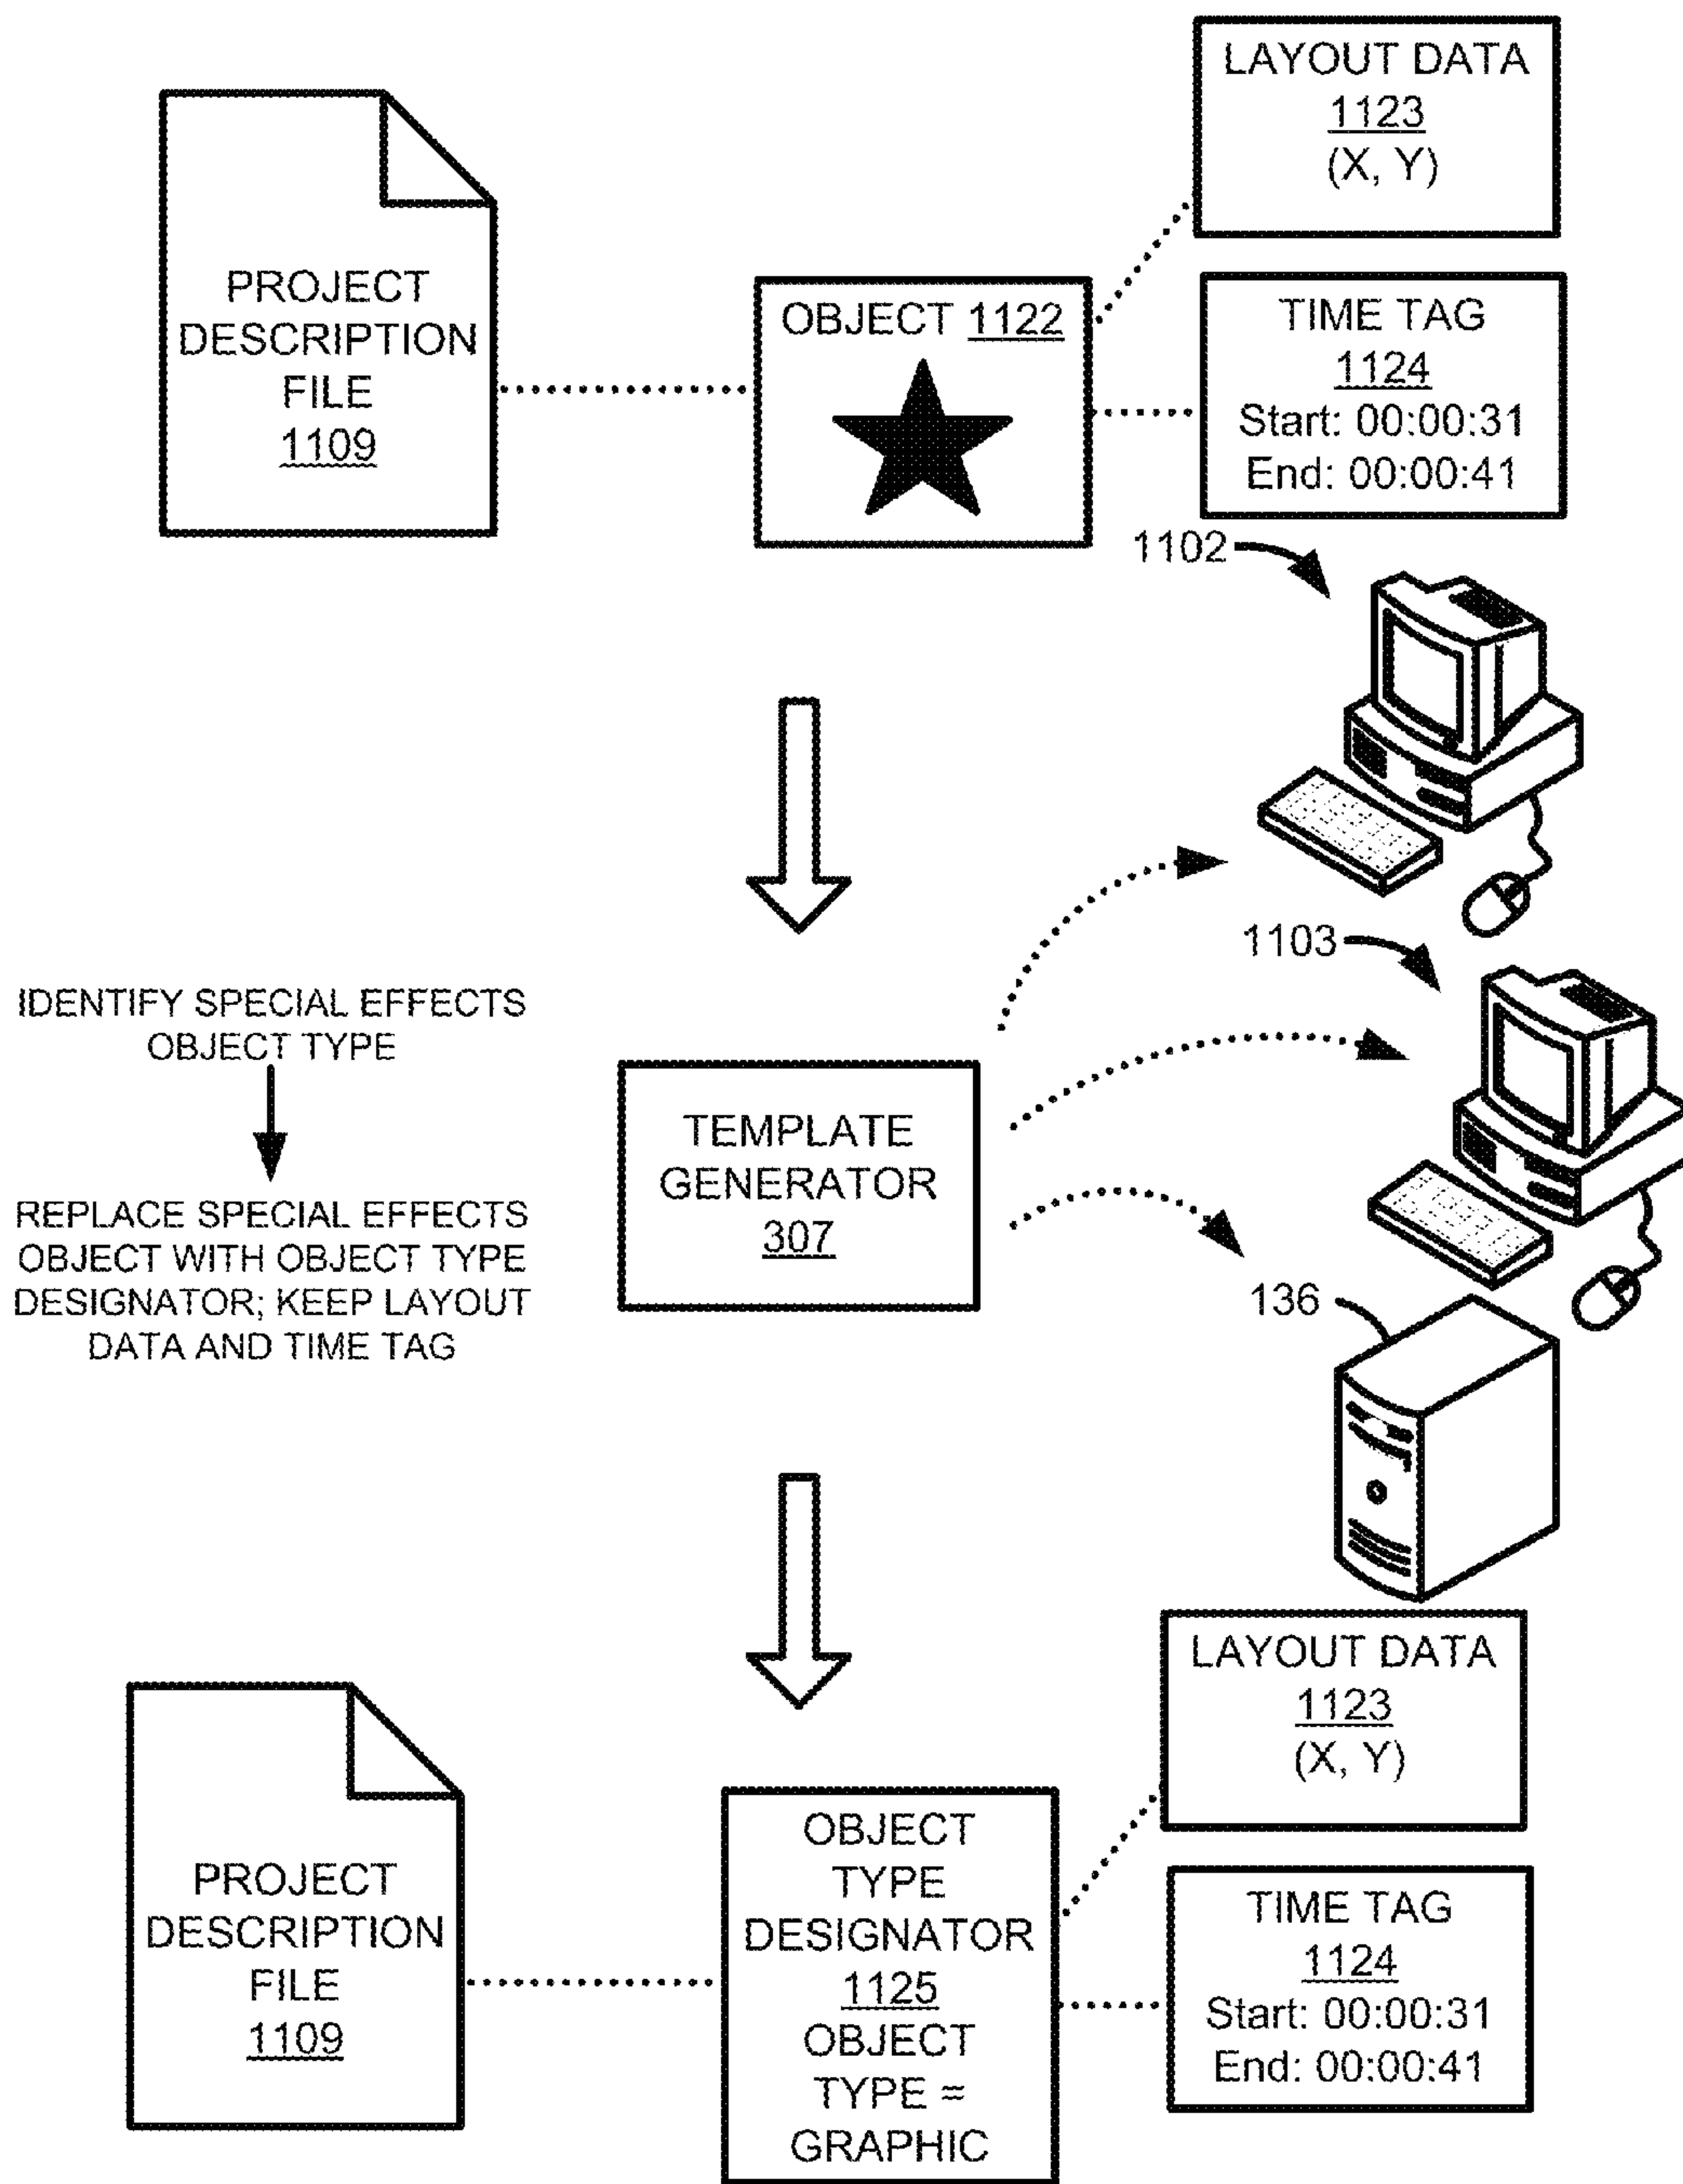 LAYOUT DATA
1123
(X, Y)
PROJECT
DESCRIPTION
FILE
1109
OBJECT 1122
TIME TAG
1124
Start: 00:00:31
End: 00:00:41
1102
1103
IDENTIFY SPECIAL EFFECTS
OBJECT TYPE
REPLACE SPECIAL EFFECTS
OBJECT WITH OBJECT TYPE
DESIGNATOR; KEEP LAYOUT
DATA AND TIME TAG
TEMPLATE
GENERATOR
307
136
LAYOUT DATA
1123
(X, Y)
PROJECT
DESCRIPTION
FILE
1109
OBJECT
TYPE
DESIGNATOR
1125
OBJECT
TYPE =
GRAPHIC
TIME TAG
1124
Start: 00:00:31
End: 00:00:41